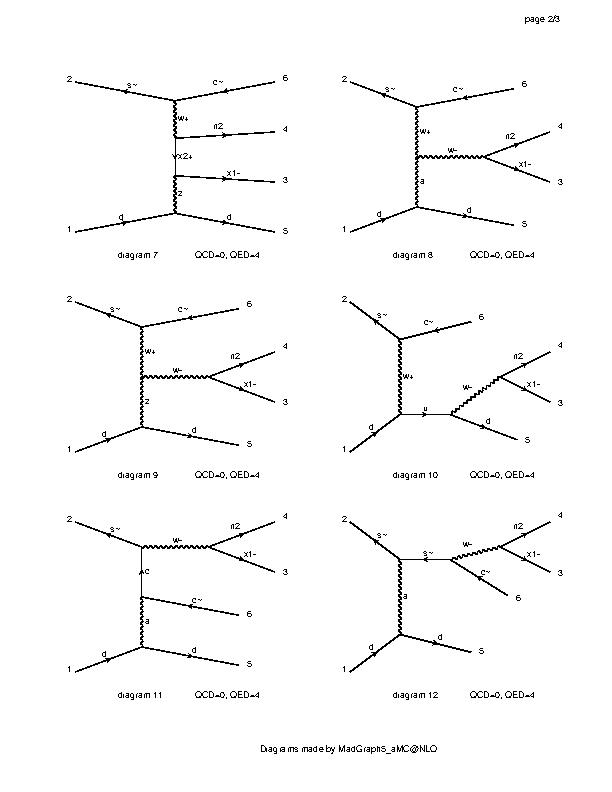 page 2/3
2 s~ c~ 6
w+ n2 4
x2+
x1- 3
z
1 d d 5
diagram 7 QCD=0, QED=4
2 s~ c~ 6
w+ n2 4
w-
a x1- 3
1 d d 5
diagram 8 QCD=0, QED=4
2 s~ c~ 6
w+ n2 4
w-
z x1- 3
1 d d 5
diagram 9 QCD=0, QED=4
2 s~ c~ 6
n2 4
w+ w- x1- 3
u d
1 d 5
diagram 10 QCD=0, QED=4
2 s~ w- n2 4
x1- 3
c
c~ 6
a
1 d d 5
diagram 11 QCD=0, QED=4
2 s~ s~ w- n2 4
x1- 3
c~ 6
a
1 d d 5
diagram 12 QCD=0, QED=4
Diagrams made by MadGraph5_aMC@NLO